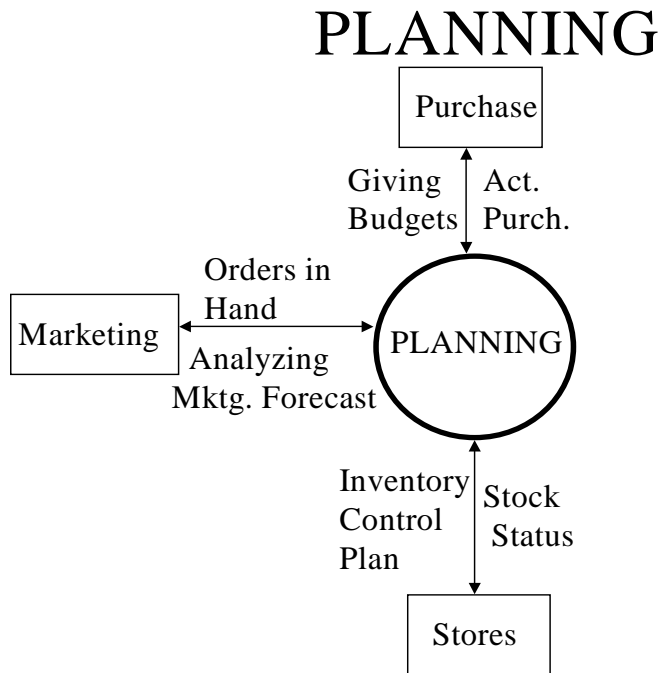 PLANNING
Purchase
Giving
Budgets
Act.
Purch.
Orders in
Hand
Marketing
Analyzing
Mktg. Forecast
PLANNING
Inventory
Control
Plan
Stock
Status
Stores